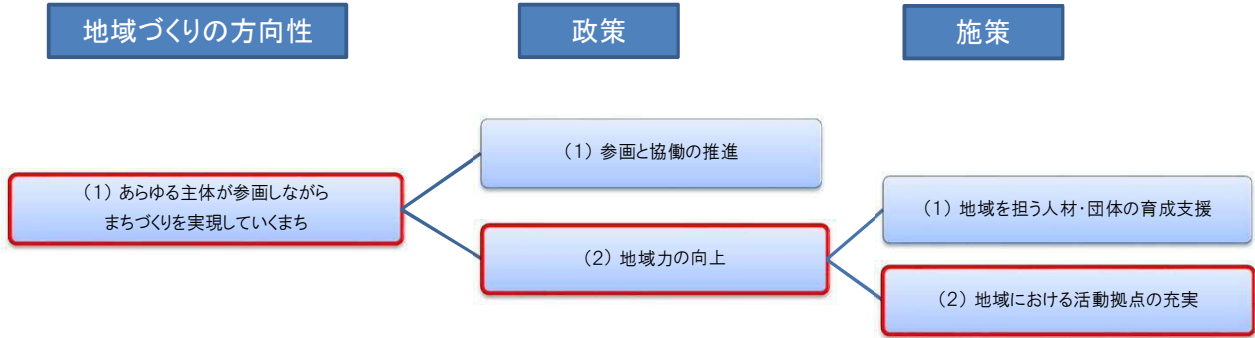 地域づくりの方向性
政策
施策
（１）あらゆる主体が参画しながら
まちづくりを実現していくまち
（１）参画と協働の推進
（２）地域力の向上
（１）地域を担う人材・団体の育成支援
（２）地域における活動拠点の充実